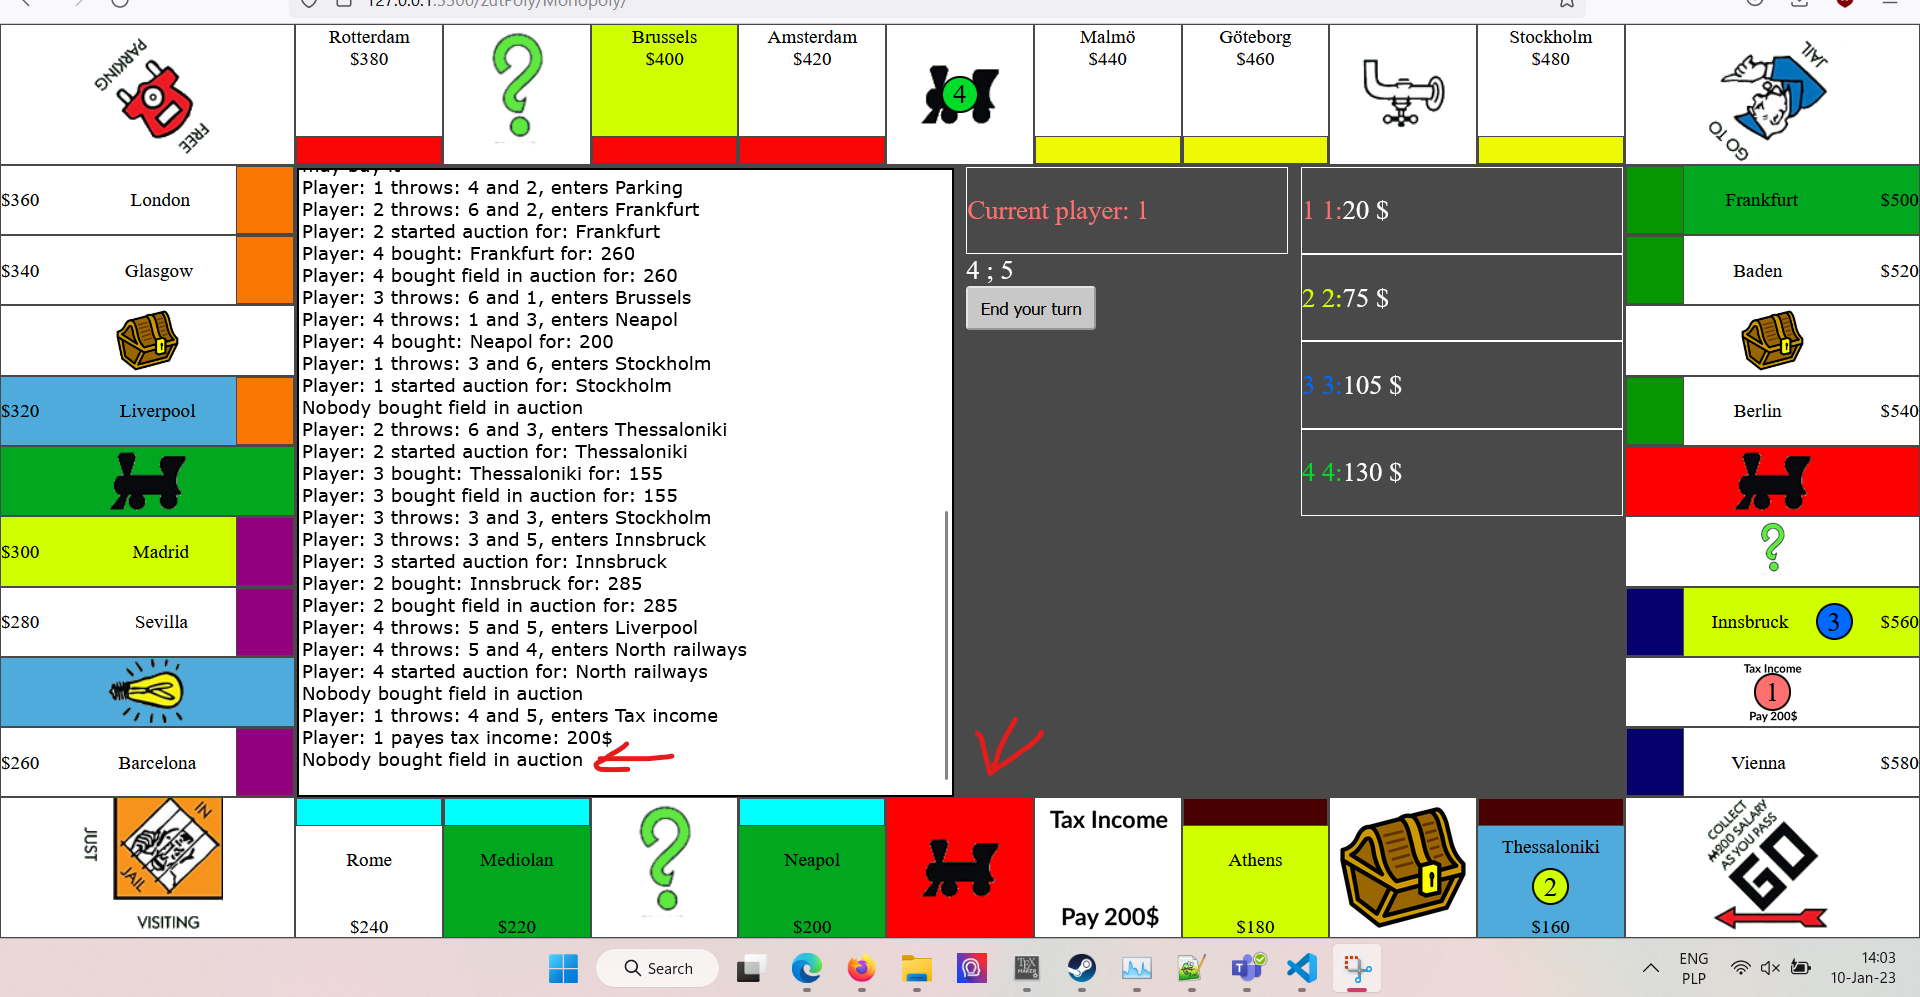 127.0.0.1:5500/zutPoly/Monopoly/
PARKING
FREE
Rotterdam
$380
Brussels
$400
Amsterdam
$420
4
Malmö
$440
Göteborg
$460
Stockholm
$480
JAIL
GO TO
$360 London
$340 Glasgow
$320 Liverpool
$300 Madrid
$280 Sevilla
$260 Barcelona
may buy it
Player: 1 throws: 4 and 2, enters Parking
Player: 2 throws: 6 and 2, enters Frankfurt
Player: 2 started auction for: Frankfurt
Player: 4 bought: Frankfurt for: 260
Player: 4 bought field in auction for: 260
Player: 3 throws: 6 and 1, enters Brussels
Player: 4 throws: 1 and 3, enters Neapol
Player: 4 bought: Neapol for: 200
Player: 1 throws: 3 and 6, enters Stockholm
Player: 1 started auction for: Stockholm
Nobody bought field in auction
Player: 2 throws: 6 and 3, enters Thessaloniki
Player: 2 started auction for: Thessaloniki
Player: 3 bought: Thessaloniki for: 155
Player: 3 bought field in auction for: 155
Player: 3 throws: 3 and 3, enters Stockholm
Player: 3 throws: 3 and 5, enters Innsbruck
Player: 3 started auction for: Innsbruck
Player: 2 bought: Innsbruck for: 285
Player: 2 bought field in auction for: 285
Player: 4 throws: 5 and 5, enters Liverpool
Player: 4 throws: 5 and 4, enters North railways
Player: 4 started auction for: North railways
Nobody bought field in auction
Player: 1 throws: 4 and 5, enters Tax income
Player: 1 payes tax income: 200$
Nobody bought field in auction
Current player: 1
4 ; 5
End your turn
1 1:20 $
2 2:75 $
3 3:105 $
4 4:130 $
Frankfurt $500
Baden $520
Berlin $540
Innsbruck 3 $560
Tax Income
1
Pay 200$
Vienna $580
JUST
IN
JAIL
VISITING
Rome
$240
Mediolan
$220
Neapol
$200
Tax Income
Pay 200$
Athens
$180
Thessaloniki
2
$160
COLLECT
M200 SALARY
AS YOU PASS
GO
Search
TEX
MAKER
ENG
PLP
14:03
10-Jan-23